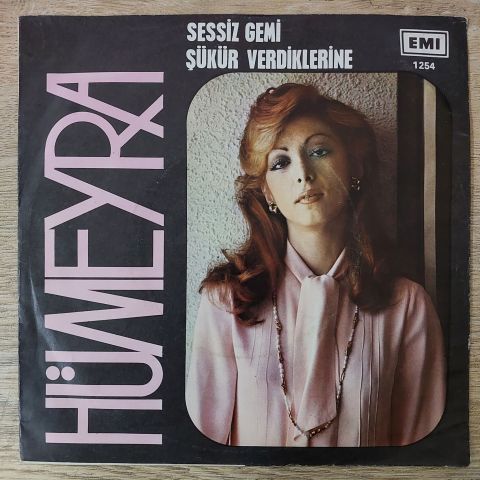 SESSİZ GEMİ
ŞÜKÜR VERDİKLERİNE
EMI
1254
HÜMEYRA